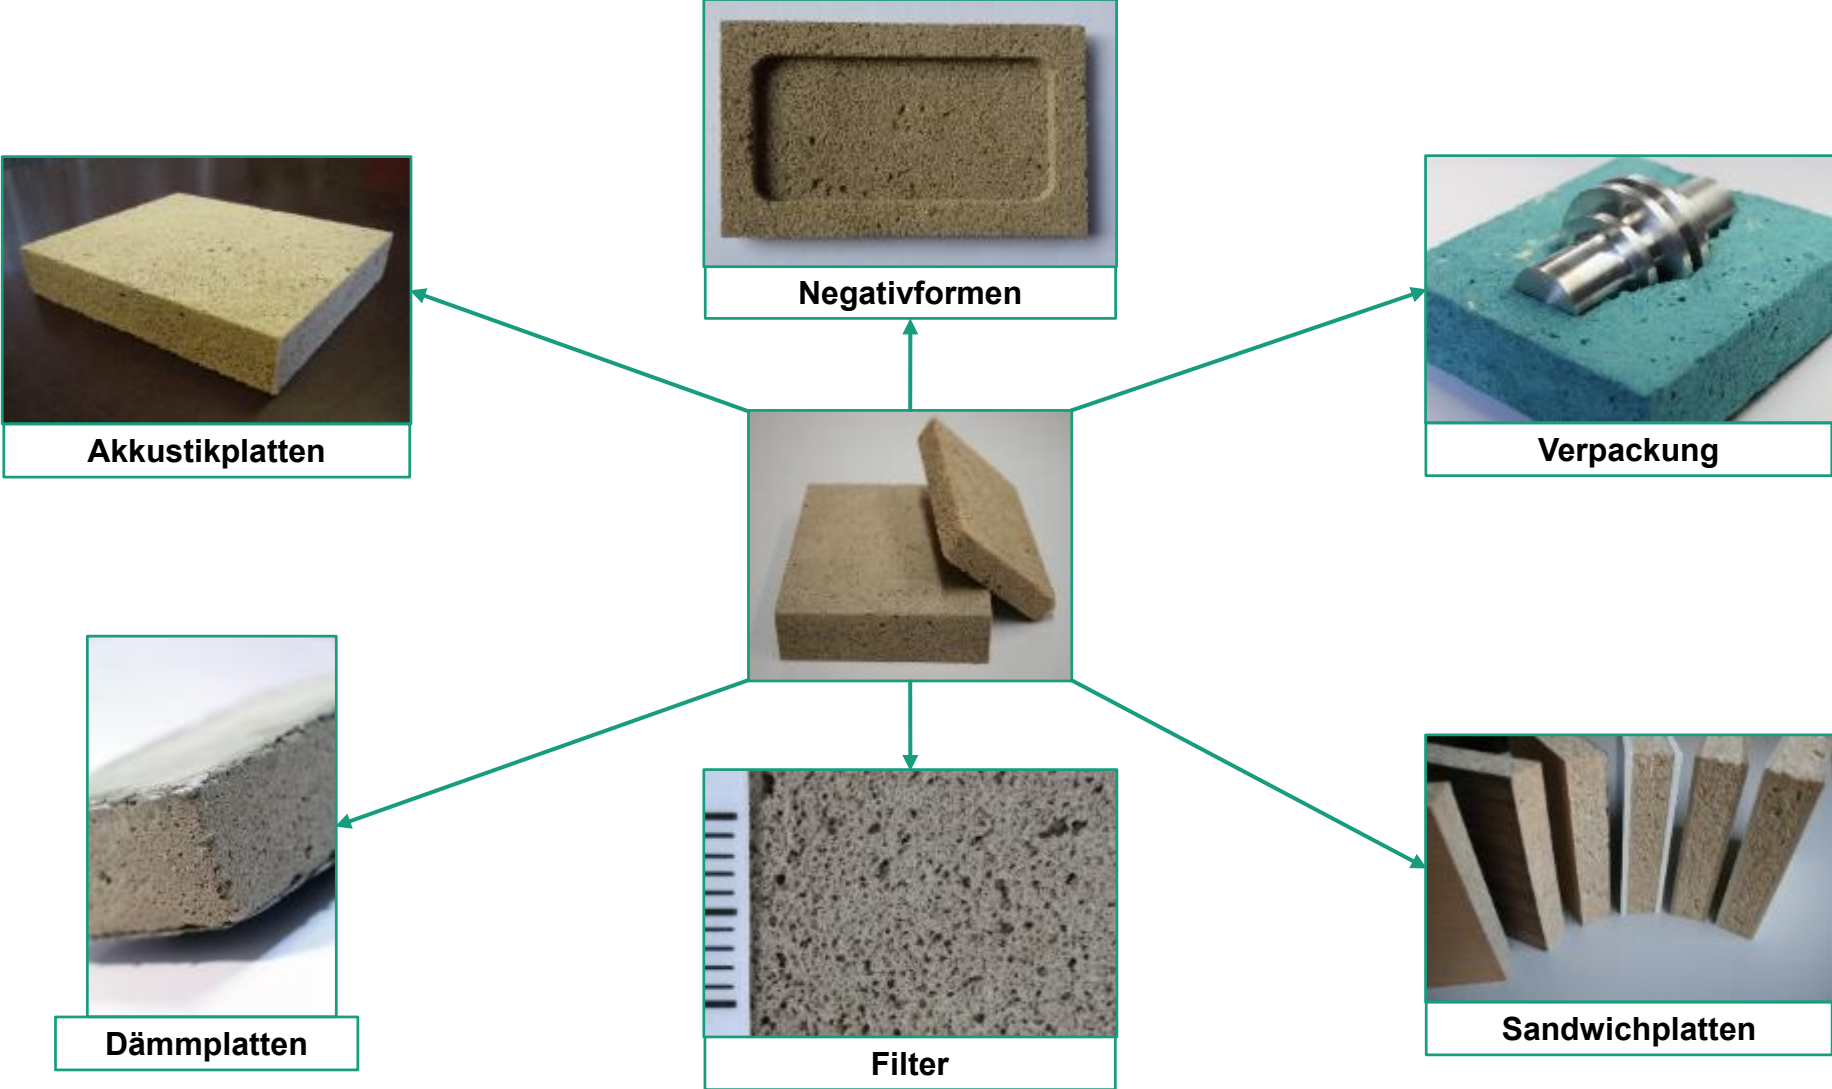 Negativformen
Akkustikplatten
Verpackung
Dämmplatten
Filter
Sandwichplatten